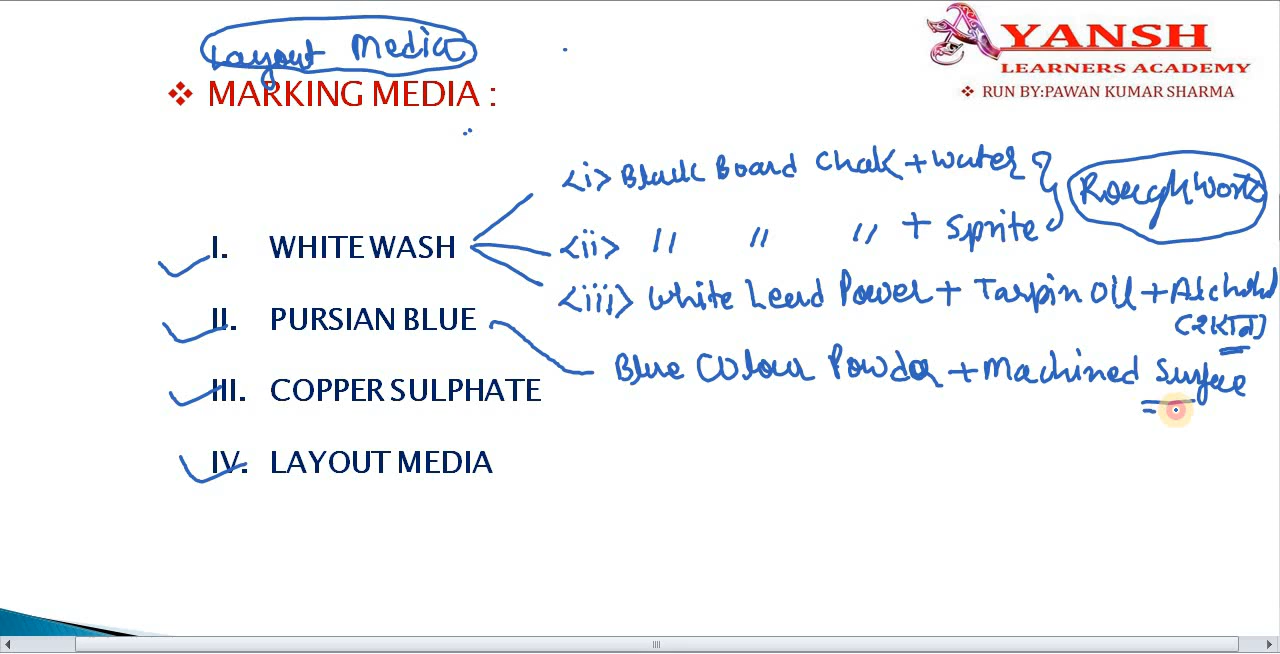 Layout Media
AYANSH
LEARNERS ACADEMY
❖ RUN BY:PAWAN KUMAR SHARMA
❖ MARKING MEDIA :
<i> Black Board Chak + Water
Rough Work
<ii> " " " + Sprite
I. WHITE WASH
<iii> White Lead Power + Tarpin Oil +
II. PURSIAN BLUE
Blue Colour Powder + Machined Surface
III. COPPER SULPHATE
IV. LAYOUT MEDIA